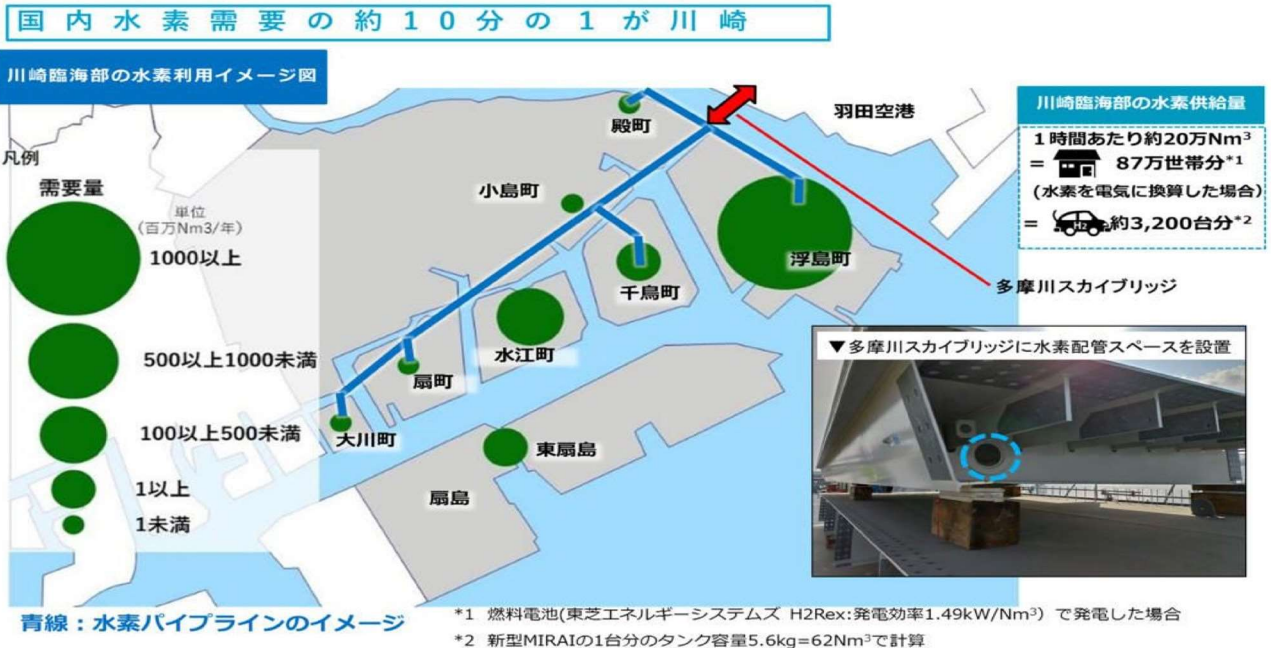 国内水素需要の約10分の1が川崎
川崎臨海部の水素利用イメージ図
凡例
需要量
単位
(百万Nm3/年)
1000以上
500以上1000未満
100以上500未満
1以上
1未満
殿町
羽田空港
小島町
浮島町
千鳥町
水江町
扇町
大川町
東扇島
扇島
多摩川スカイブリッジ
川崎臨海部の水素供給量
1時間あたり約20万Nm³
= 87万世帯分*1
(水素を電気に換算した場合)
= H2 約3,200台分*2
▼多摩川スカイブリッジに水素配管スペースを設置
青線：水素パイプラインのイメージ
*1 燃料電池(東芝エネルギーシステムズ H2Rex:発電効率1.49kW/Nm³) で発電した場合
*2 新型MIRAIの1台分のタンク容量5.6kg=62Nm³で計算